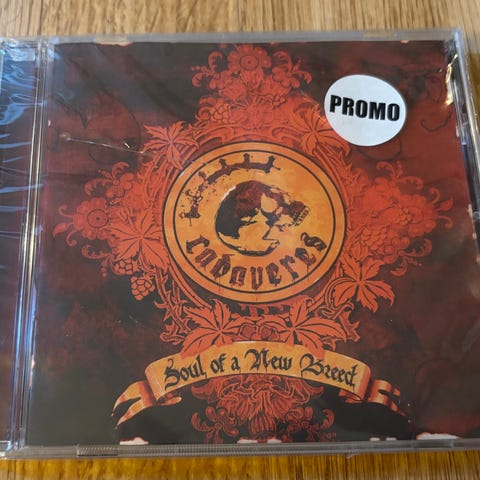 PROMO
cadaveres
Soul of a New Breed